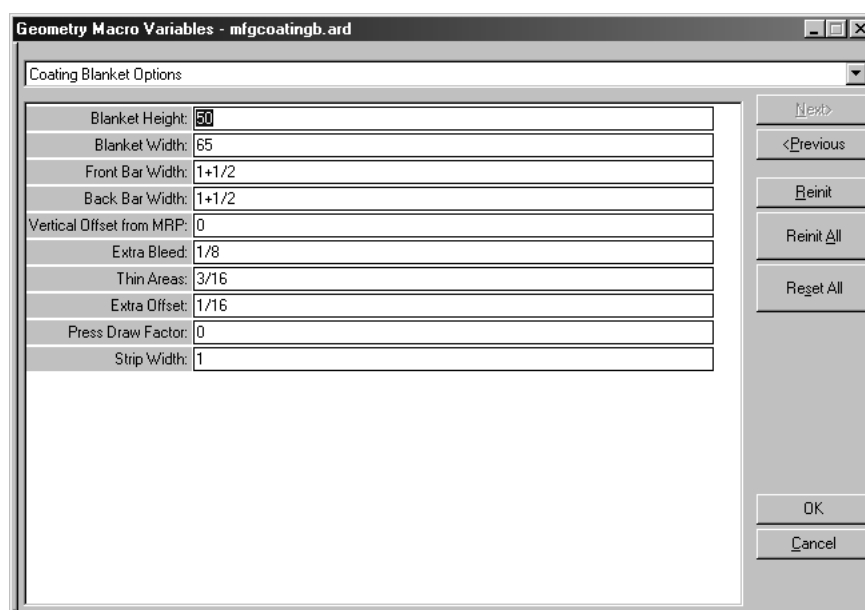 Geometry Macro Variables - mfgcoatingb.ard
Coating Blanket Options
Blanket Height: 50
Blanket Width: 65
Front Bar Width: 1+1/2
Back Bar Width: 1+1/2
Vertical Offset from MRP: 0
Extra Bleed: 1/8
Thin Areas: 3/16
Extra Offset: 1/16
Press Draw Factor: 0
Strip Width: 1
Next>
<Previous
Reinit
Reinit All
Reset All
OK
Cancel